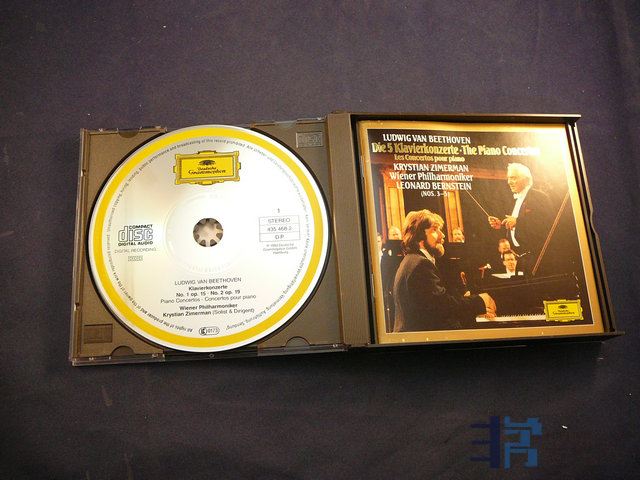 Deutsche
Grammophon
COMPACT
disc
DIGITAL AUDIO
DIGITAL RECORDING
1
STEREO
435 468-2
LUDWIG VAN BEETHOVEN
Klavierkonzerte
No. 1 op. 15 · No. 2 op. 19
Piano Concertos · Concertos pour piano
Wiener Philharmoniker
Krystian Zimerman (Solist & Dirigent)
LUDWIG VAN BEETHOVEN
Die 5 Klavierkonzerte · The Piano
Les Concertos pour piano
KRYSTIAN ZIMERMAN
Wiener Philharmoniker
LEONARD BERNSTEIN
(NOS. 3–5)